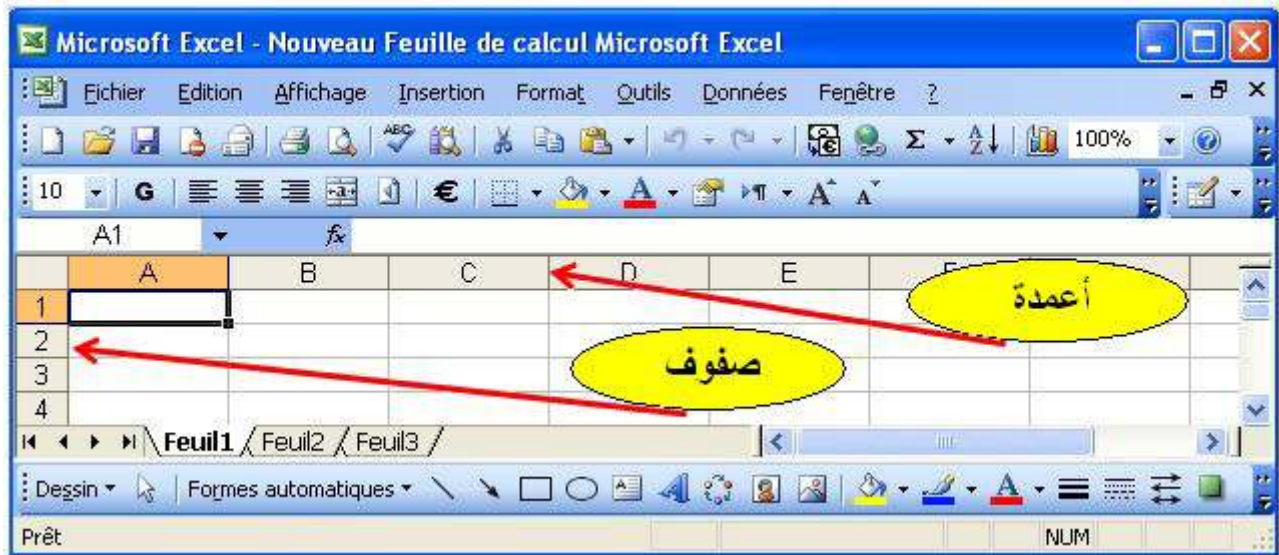 Microsoft Excel - Nouveau Feuille de calcul Microsoft Excel
Fichier Edition Affichage Insertion Format Outils Données Fenêtre ?
ABC € Σ A Z 100% ?
10 G a € A ¶ A A
A1 fx
A B C D E
أعمدة
1
2
صفوف
3
4
Feuil1 Feuil2 Feuil3
Dessin Formes automatiques A A A
Prêt NUM